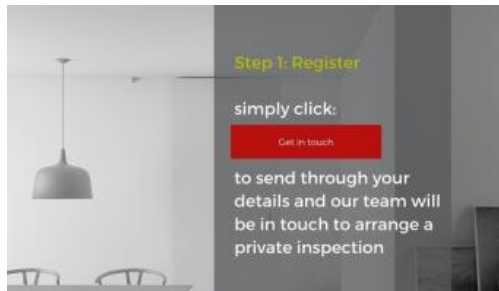 Step 1: Register
simply click:
Get in touch
to send through your
details and our team will
be in touch to arrange a
private inspection